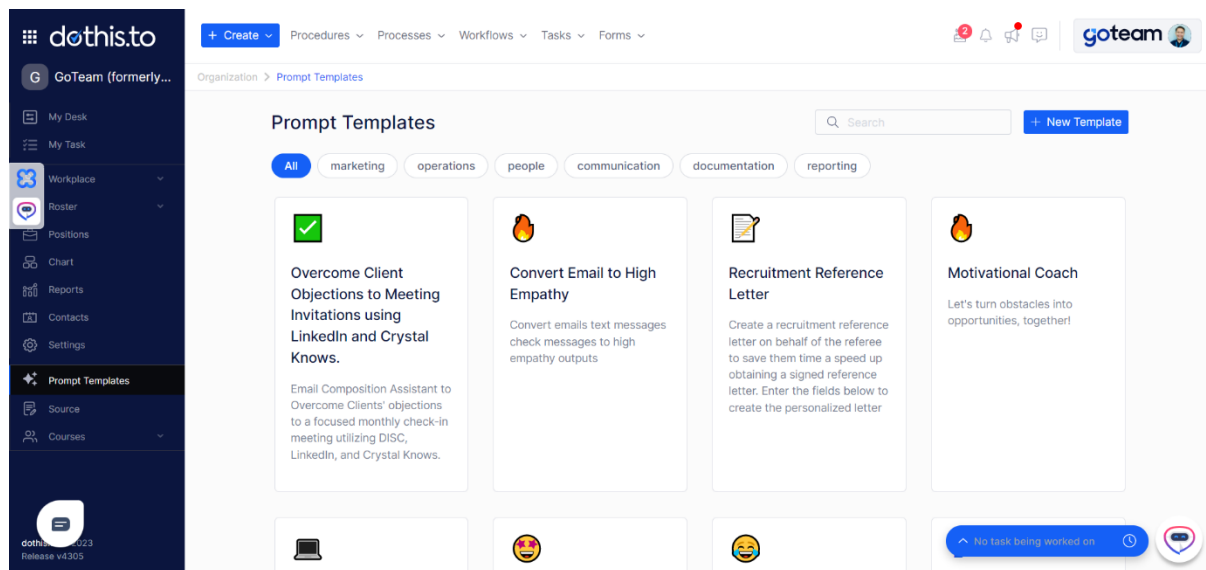 dothis.to
+ Create
Procedures
Processes
Workflows
Tasks
Forms
2
goteam
G
GoTeam (formerly...
Organization > Prompt Templates
My Desk
My Task
Workplace
Roster
Positions
Chart
Reports
Contacts
Settings
Prompt Templates
Source
Courses
Release v4305
Prompt Templates
Search
+ New Template
All
marketing
operations
people
communication
documentation
reporting
Overcome Client
Objections to Meeting
Invitations using
LinkedIn and Crystal
Knows.
Email Composition Assistant to
Overcome Clients' objections
to a focused monthly check-in
meeting utilizing DISC,
LinkedIn, and Crystal Knows.
Convert Email to High
Empathy
Convert emails text messages
check messages to high
empathy outputs
Recruitment Reference
Letter
Create a recruitment reference
letter on behalf of the referee
to save them time a speed up
obtaining a signed reference
letter. Enter the fields below to
create the personalized letter
Motivational Coach
Let's turn obstacles into
opportunities, together!
No task being worked on